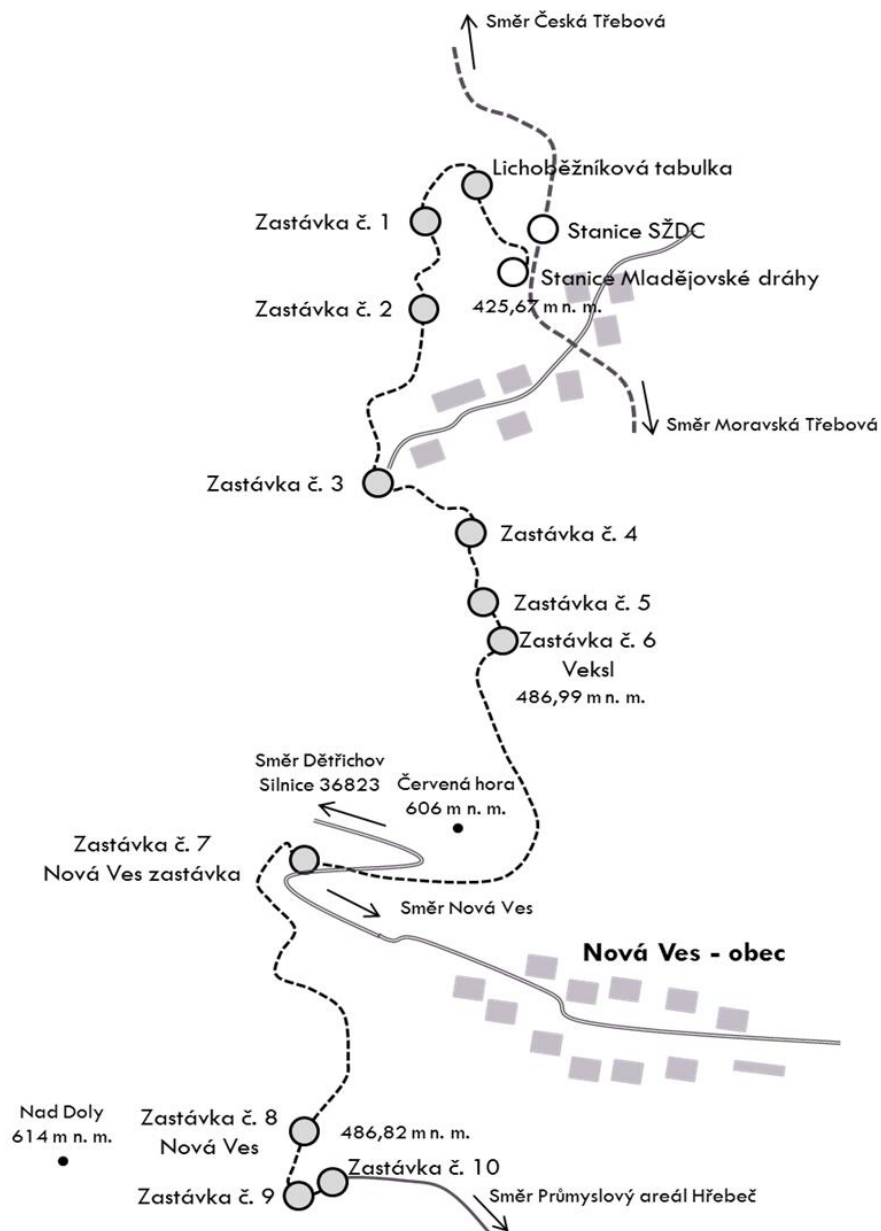 Směr Česká Třebová
Lichoběžníková tabulka
Zastávka č. 1
Stanice SŽDC
Stanice Mladějovské dráhy
425,67 m n. m.
Zastávka č. 2
Směr Moravská Třebová
Zastávka č. 3
Zastávka č. 4
Zastávka č. 5
Zastávka č. 6
Veksl
486,99 m n. m.
Směr Dětřichov
Silnice 36823
Červená hora
606 m n. m.
Zastávka č. 7
Nová Ves zastávka
Směr Nová Ves
Nová Ves - obec
Nad Doly
614 m n. m.
Zastávka č. 8
Nová Ves
486,82 m n. m.
Zastávka č. 10
Zastávka č. 9
Směr Průmyslový areál Hřebeč